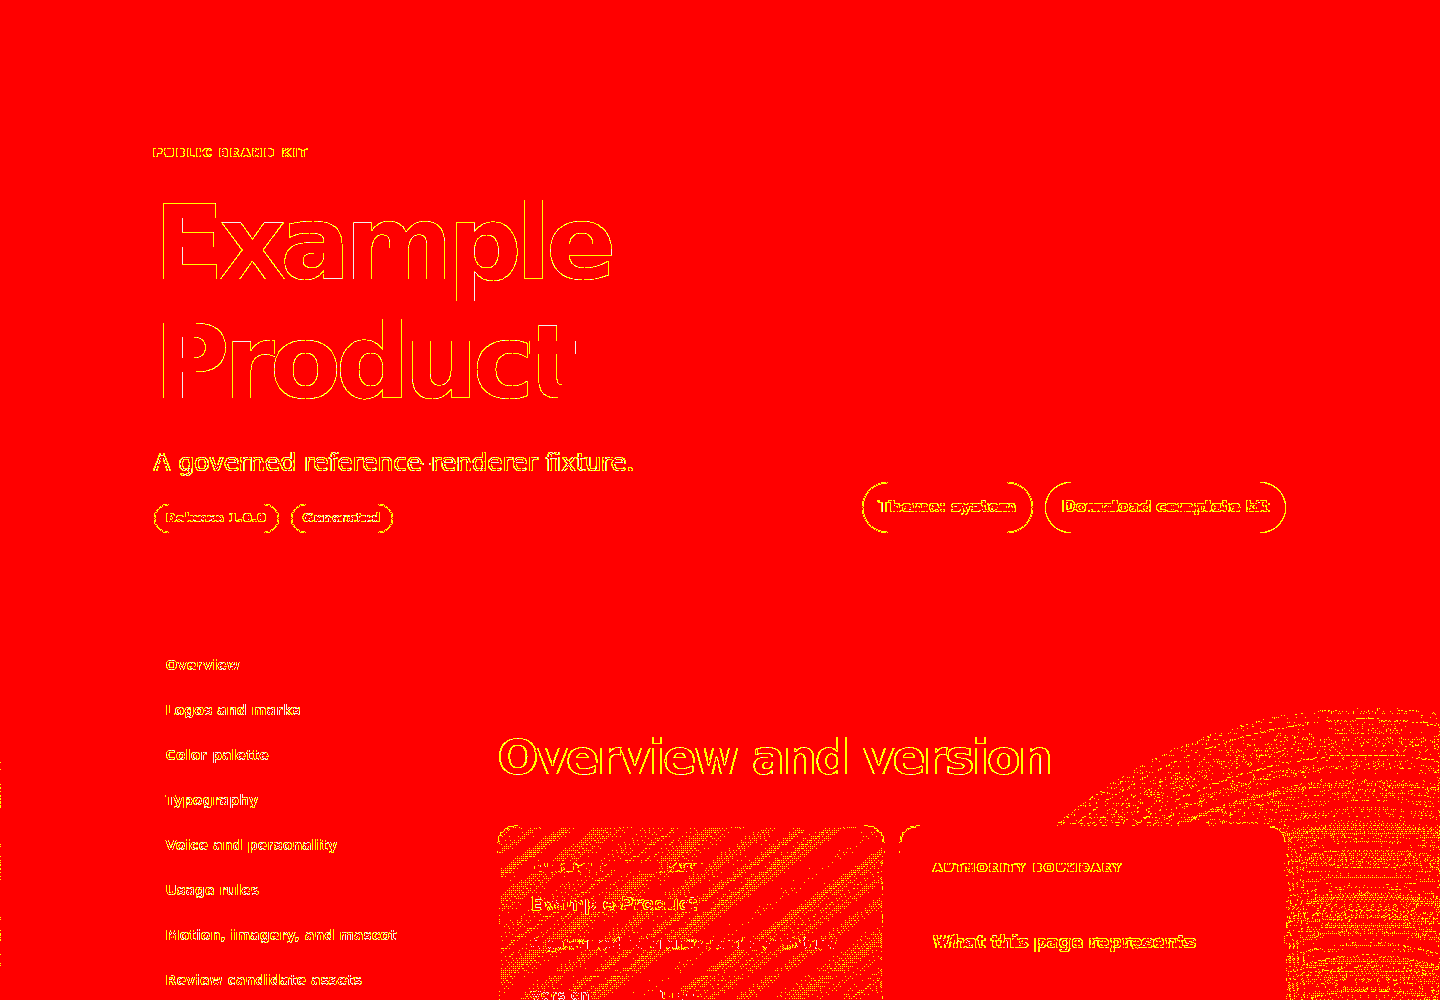 PUBLIC BRAND KIT
Example
Product
A governed reference renderer fixture.
Release 1.0.0
Generated
Theme: system
Download complete kit
Overview
Logos and marks
Color palette
Typography
Voice and personality
Usage rules
Motion, imagery, and mascot
Review candidate assets
Overview and version
Example Product
AUTHORITY BOUNDARY
What this page represents